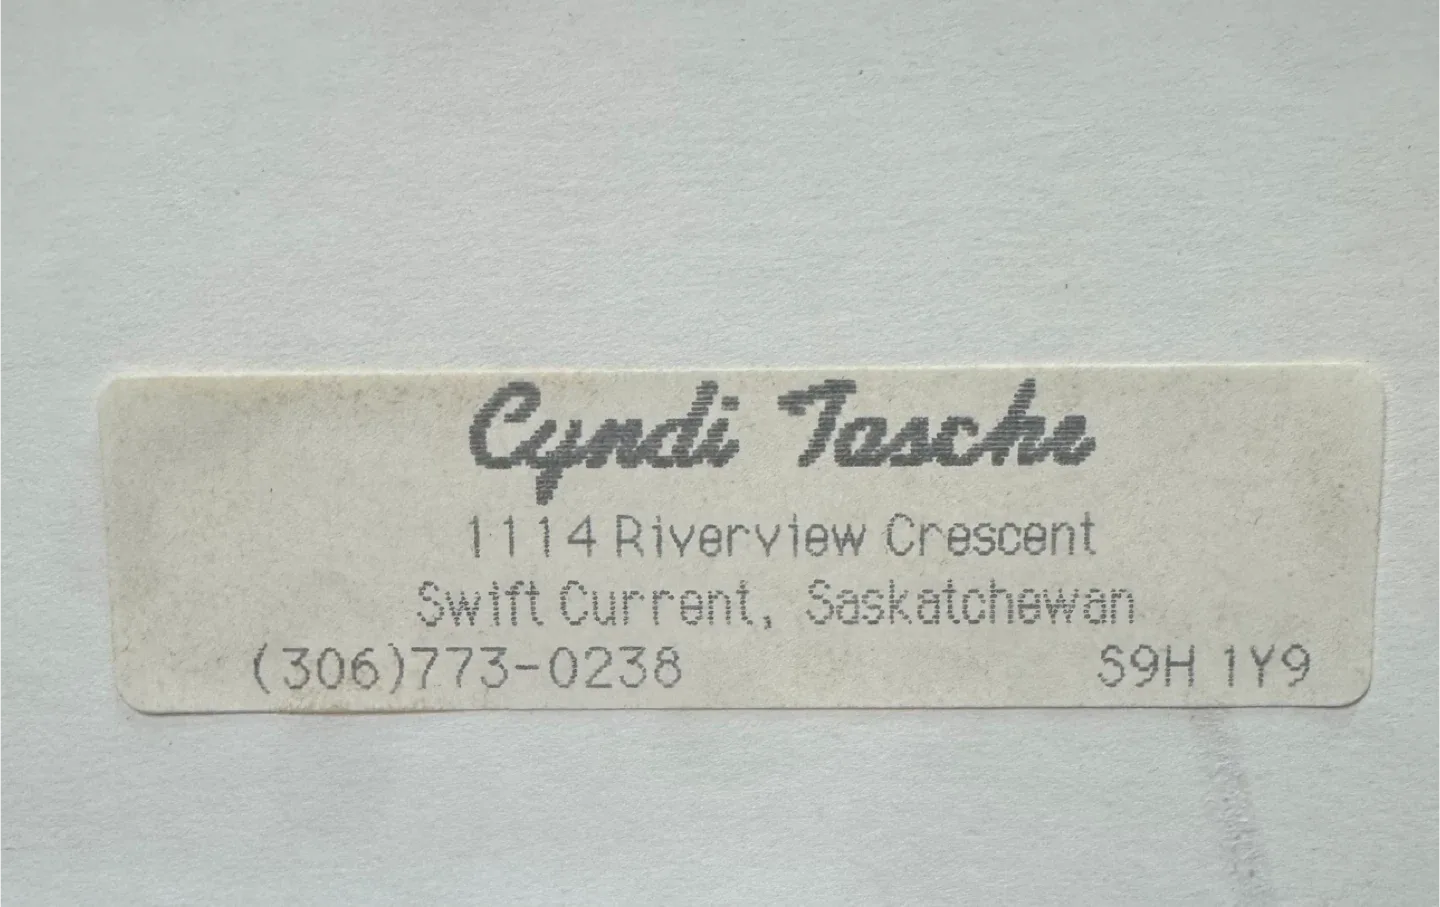 Cyndi Tasche
1114 Riverview Crescent
Swift Current, Saskatchewan
(306)773-0238 S9H 1Y9